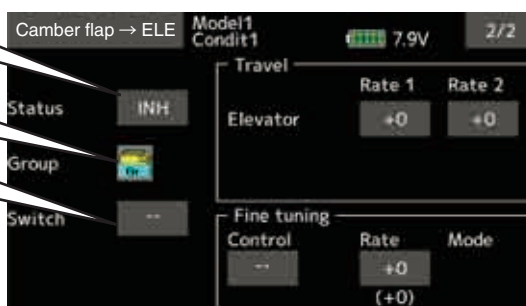 Camber flap → ELE
Model1
Condit1
7.9V
2/2
Travel
Rate 1 Rate 2
Status INH
Elevator +0 +0
Group
Switch --
Fine tuning
Control Rate Mode
-- +0
(+0)